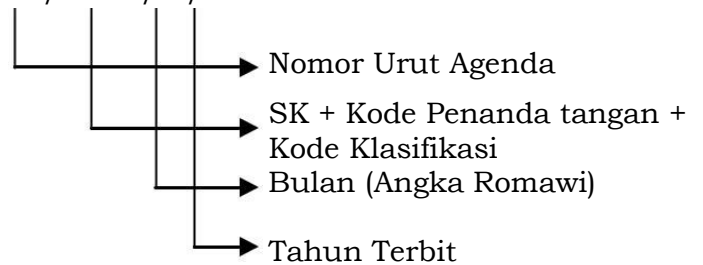 Nomor Urut Agenda
SK + Kode Penanda tangan +
Kode Klasifikasi
Bulan (Angka Romawi)
Tahun Terbit